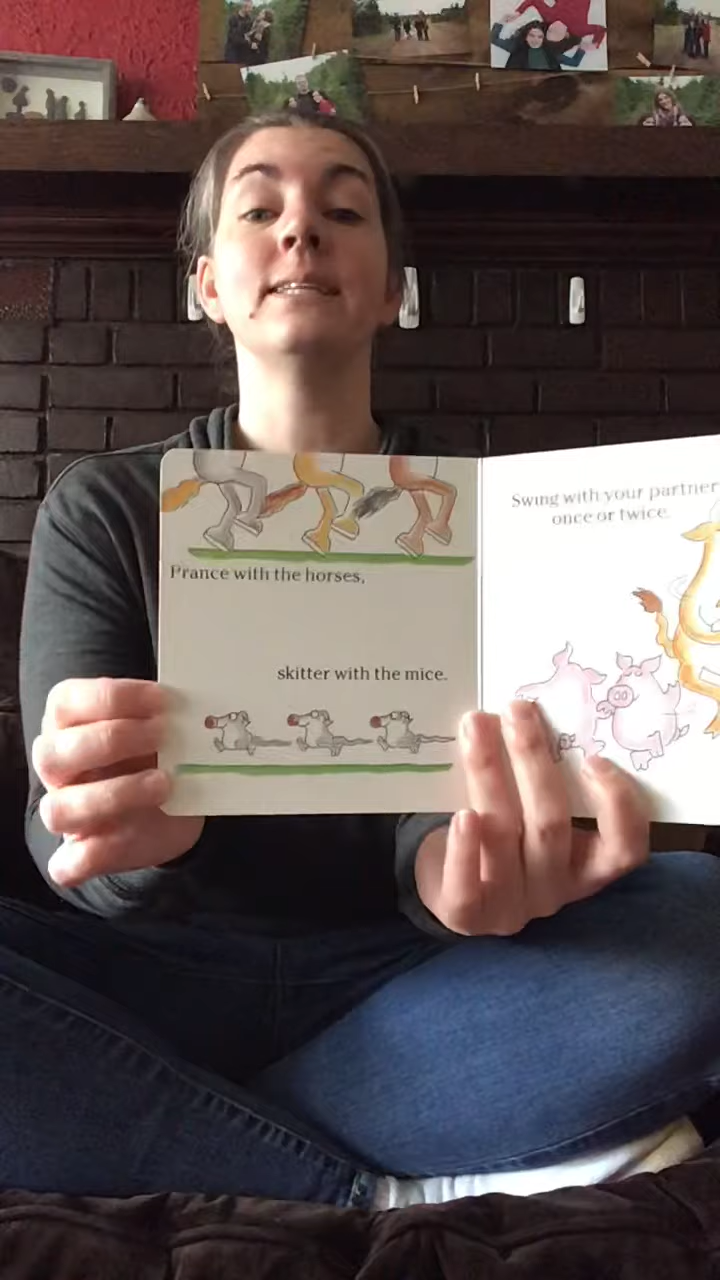 Prance with the horses,
skitter with the mice.
Swing with your partner
once or twice.